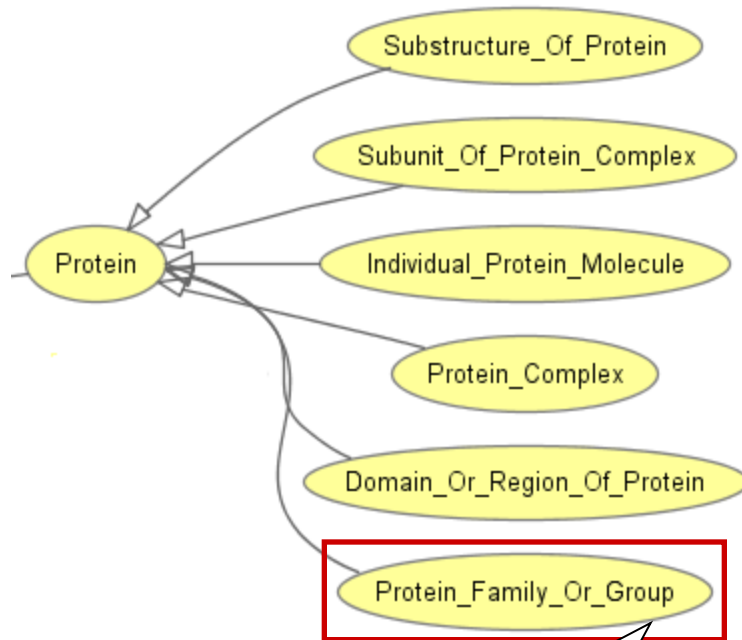 Substructure_Of_Protein
Subunit_Of_Protein_Complex
Protein
Individual_Protein_Molecule
Protein_Complex
Domain_Or_Region_Of_Protein
Protein_Family_Or_Group